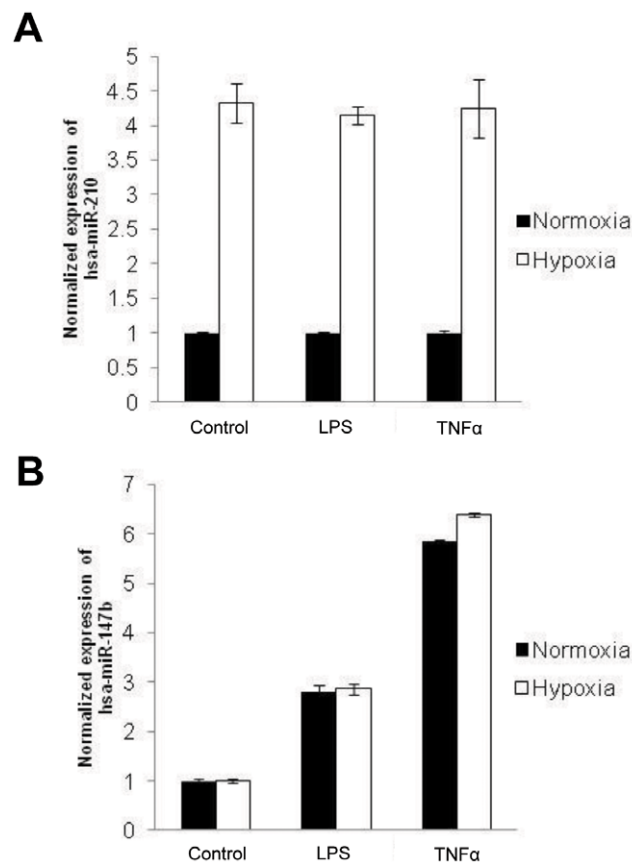 A
Normalized expression of
hsa-miR-210
5
4.5
4
3.5
3
2.5
2
1.5
1
0.5
0
Control LPS TNFα
Normoxia
Hypoxia
B
Normalized expression of
hsa-miR-147b
7
6
5
4
3
2
1
0
Control LPS TNFα
Normoxia
Hypoxia